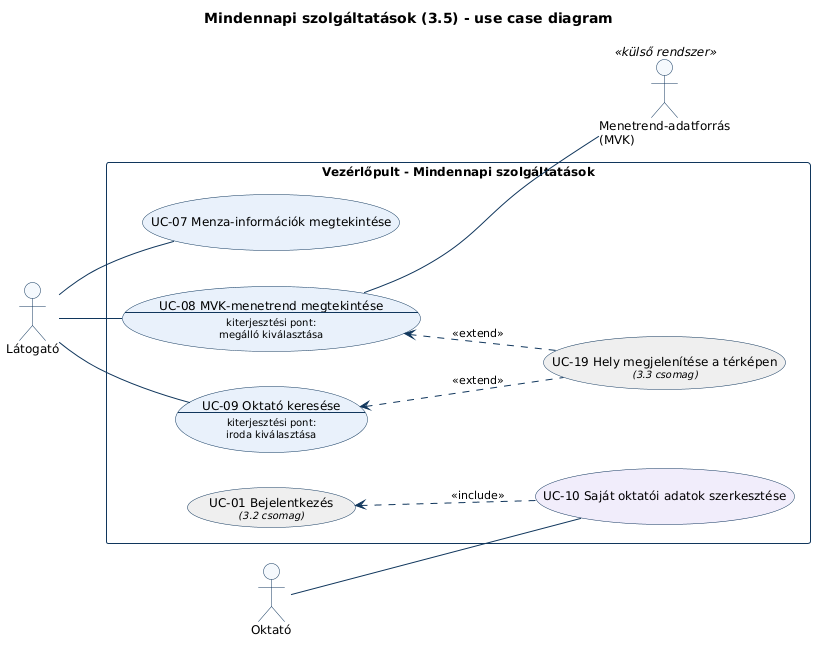 Mindennapi szolgáltatások (3.5) - use case diagram
«külső rendszer»
Menetrend-adatforrás
(MVK)
Vezérlőpult - Mindennapi szolgáltatások
UC-07 Menza-információk megtekintése
UC-08 MVK-menetrend megtekintése
kiterjesztési pont:
megálló kiválasztása
Látogató
«extend»
UC-19 Hely megjelenítése a térképen
(3.3 csomag)
«extend»
UC-09 Oktató keresése
kiterjesztési pont:
iroda kiválasztása
UC-01 Bejelentkezés
(3.2 csomag)
«include»
UC-10 Saját oktatói adatok szerkesztése
Oktató